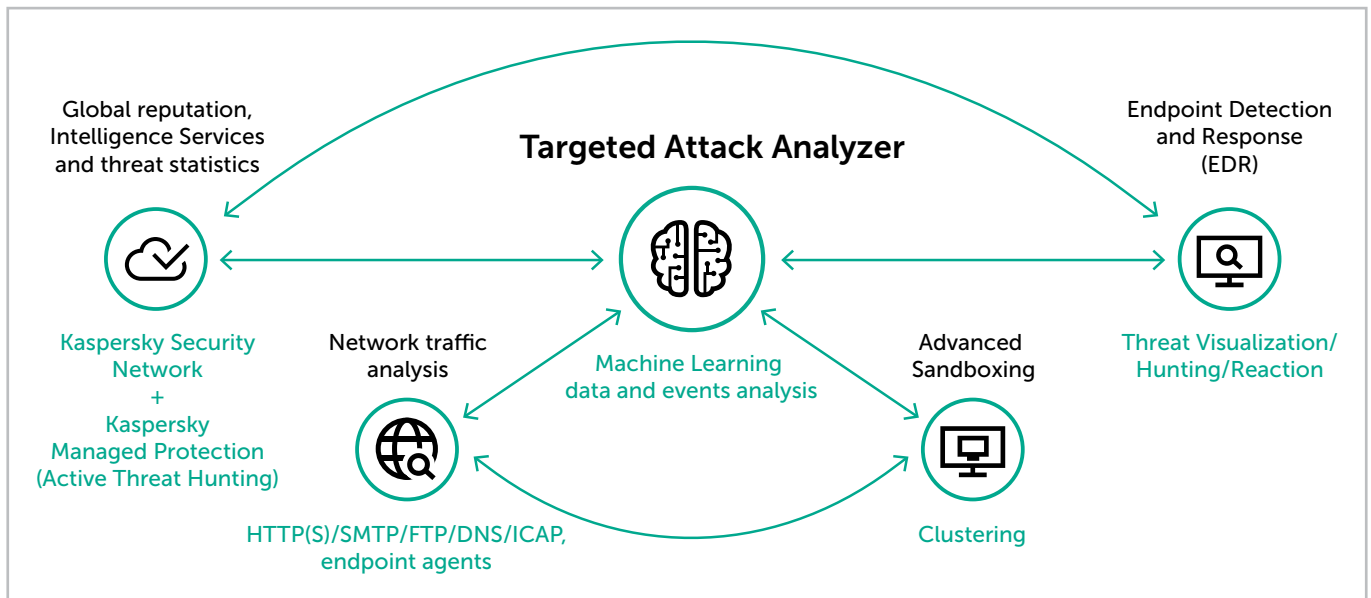 Global reputation,
Intelligence Services
and threat statistics
Targeted Attack Analyzer
Endpoint Detection
and Response
(EDR)
Kaspersky Security
Network
+
Kaspersky
Managed Protection
(Active Threat Hunting)
Network traffic
analysis
Machine Learning
data and events analysis
Advanced
Sandboxing
Threat Visualization/
Hunting/Reaction
HTTP(S)/SMTP/FTP/DNS/ICAP,
endpoint agents
Clustering